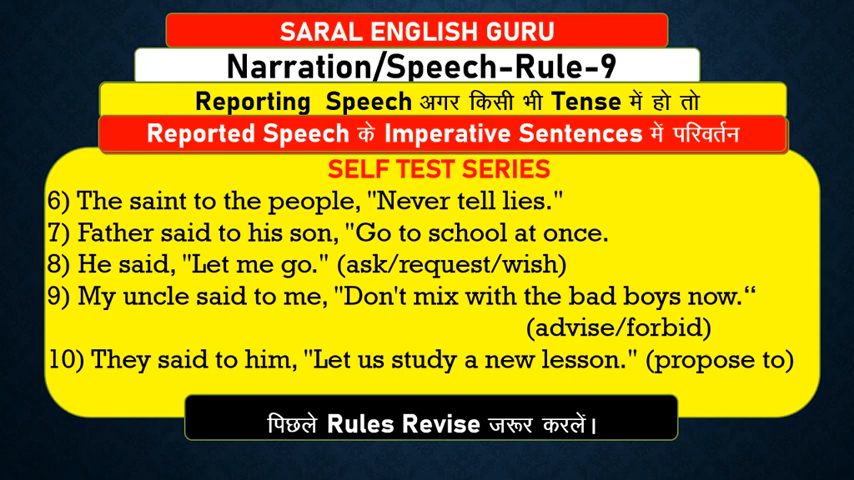 SARAL ENGLISH GURU
Narration/Speech-Rule-9
Reporting Speech अगर किसी भी Tense में हो तो
Reported Speech के Imperative Sentences में परिवर्तन
SELF TEST SERIES
6) The saint to the people, "Never tell lies."
7) Father said to his son, "Go to school at once.
8) He said, "Let me go." (ask/request/wish)
9) My uncle said to me, "Don't mix with the bad boys now.“
(advise/forbid)
10) They said to him, "Let us study a new lesson." (propose to)
पिछले Rules Revise जरूर करलें।